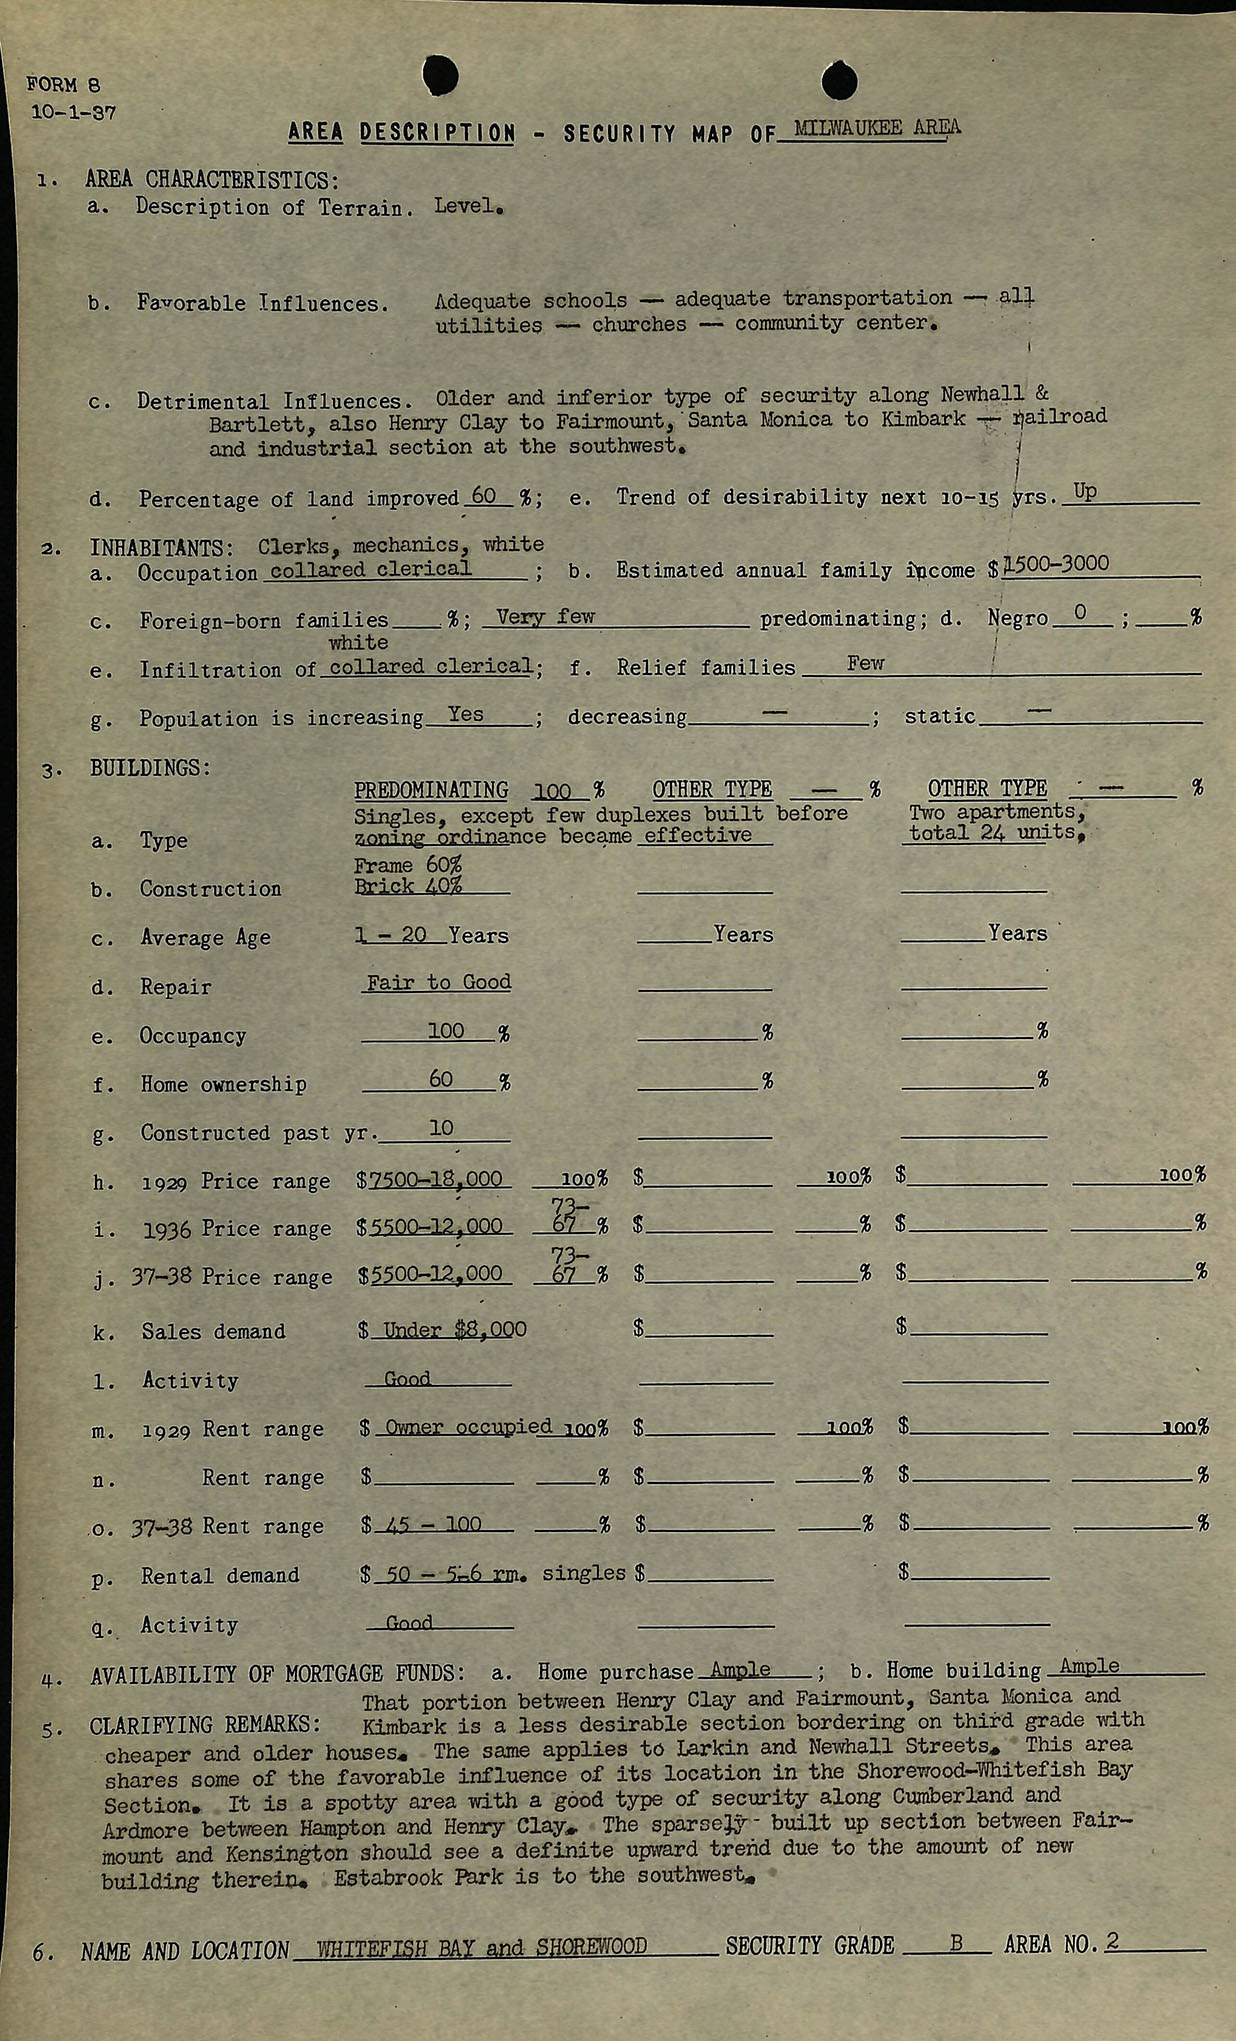 FORM 8
10-1-37
AREA DESCRIPTION - SECURITY MAP OF MILWAUKEE AREA
1. AREA CHARACTERISTICS:
a. Description of Terrain. Level.
b. Favorable Influences. Adequate schools — adequate transportation — all
utilities — churches — community center.
c. Detrimental Influences. Older and inferior type of security along Newhall &
Bartlett, also Henry Clay to Fairmount, Santa Monica to Kimbark — railroad
and industrial section at the southwest.
d. Percentage of land improved 60 %; e. Trend of desirability next 10-15 yrs. Up
2. INHABITANTS: Clerks, mechanics, white
a. Occupation collared clerical ; b. Estimated annual family income $1500-3000
c. Foreign-born families %; Very few predominating; d. Negro 0 ; %
white
e. Infiltration of collared clerical; f. Relief families Few
g. Population is increasing Yes ; decreasing — ; static —
3. BUILDINGS:
PREDOMINATING 100 % OTHER TYPE — % OTHER TYPE — %
Singles, except few duplexes built before Two apartments,
a. Type zoning ordinance became effective total 24 units,
Frame 60%
b. Construction Brick 40%
c. Average Age 1 - 20 Years Years Years
d. Repair Fair to Good
e. Occupancy 100 % % %
f. Home ownership 60 % % %
g. Constructed past yr. 10
h. 1929 Price range $7500-18,000 100% $ 100% $ 100%
73-
i. 1936 Price range $5500-12,000 67 % $ % $ %
73-
j. 37-38 Price range $5500-12,000 67 % $ % $ %
k. Sales demand $ Under $8,000 $ $
l. Activity Good
m. 1929 Rent range $ Owner occupied 100% $ 100% $ 100%
n. Rent range $ % $ % $ %
o. 37-38 Rent range $ 45 - 100 % $ % $ %
p. Rental demand $ 50 - 5-6 rm. singles $ $
q. Activity Good
4. AVAILABILITY OF MORTGAGE FUNDS: a. Home purchase Ample ; b. Home building Ample
That portion between Henry Clay and Fairmount, Santa Monica and
5. CLARIFYING REMARKS: Kimbark is a less desirable section bordering on third grade with
cheaper and older houses. The same applies to Larkin and Newhall Streets. This area
shares some of the favorable influence of its location in the Shorewood-Whitefish Bay
Section. It is a spotty area with a good type of security along Cumberland and
Ardmore between Hampton and Henry Clay. The sparsely built up section between Fair-
mount and Kensington should see a definite upward trend due to the amount of new
building therein. Estabrook Park is to the southwest.
6. NAME AND LOCATION WHITEFISH BAY and SHOREWOOD SECURITY GRADE B AREA NO. 2